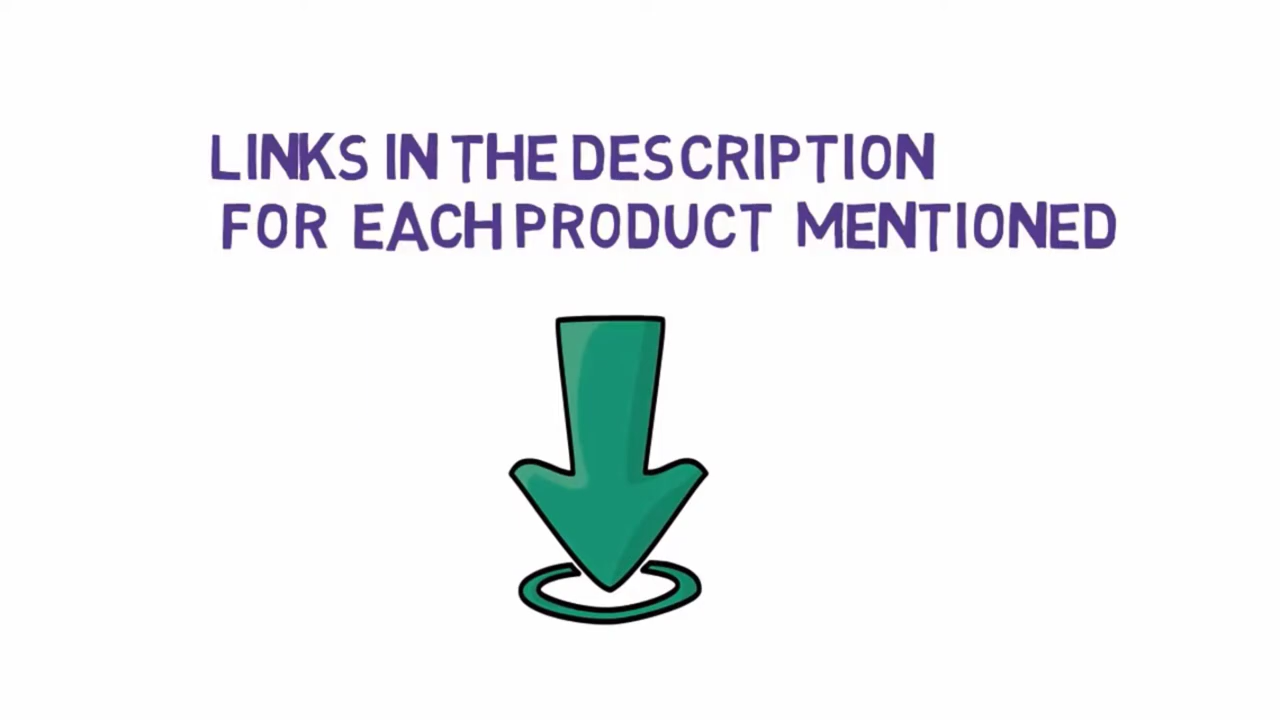 LINKS IN THE DESCRIPTION
FOR EACH PRODUCT MENTIONED